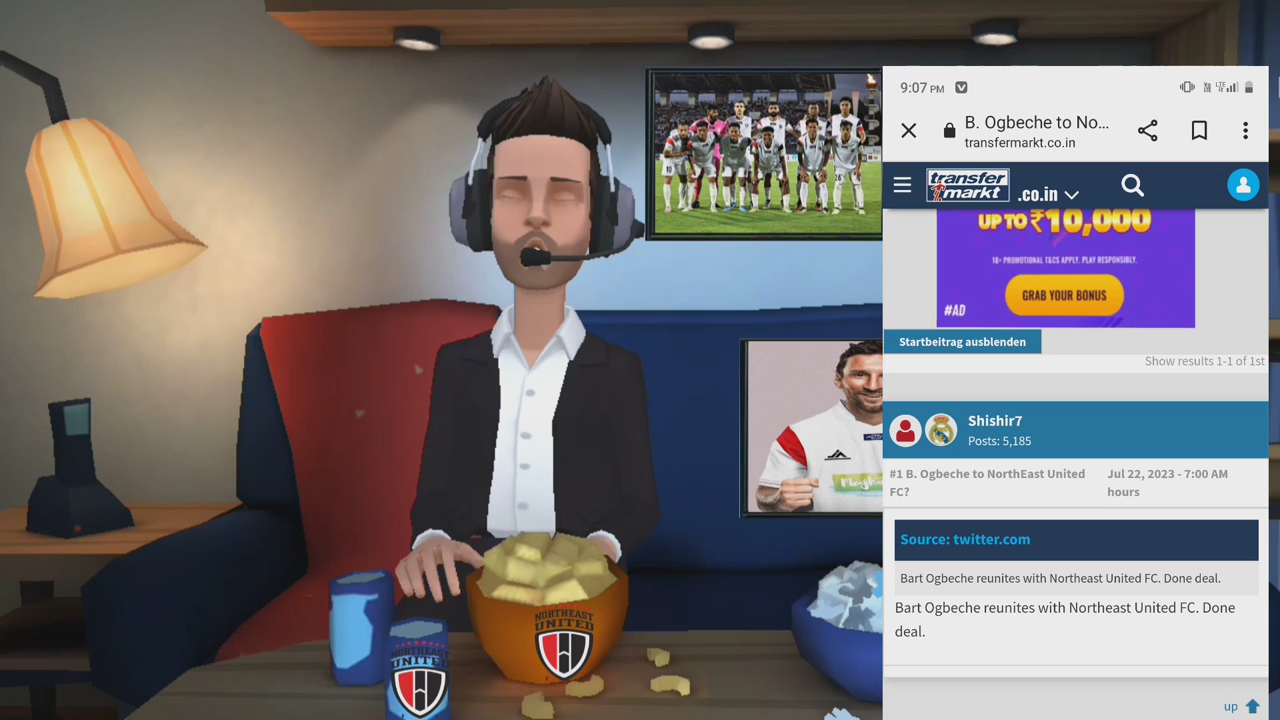 9:07 PM
B. Ogbeche to No...
transfermarkt.co.in
transfer
markt
.co.in
UP TO ₹10,000
18+ PROMOTIONAL T&CS APPLY. PLAY RESPONSIBLY.
GRAB YOUR BONUS
#AD
Startbeitrag ausblenden
Show results 1-1 of 1st
Shishir7
Posts: 5,185
#1 B. Ogbeche to NorthEast United
FC?
Jul 22, 2023 - 7:00 AM
hours
Source: twitter.com
Bart Ogbeche reunites with Northeast United FC. Done deal.
Bart Ogbeche reunites with Northeast United FC. Done
deal.
up
NORTHEAST
UNITED
NORTHEAST
UNITED